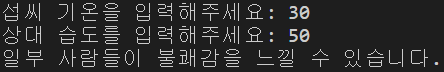 섭씨 기온을 입력해주세요: 30
상대 습도를 입력해주세요: 50
일부 사람들이 불쾌감을 느낄 수 있습니다.